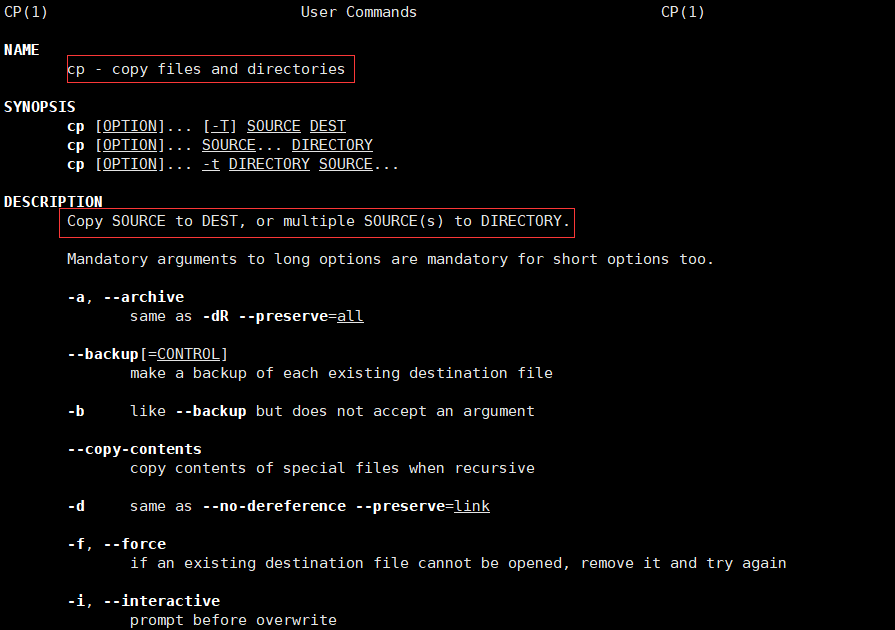 CP(1) User Commands CP(1)
NAME
cp - copy files and directories
SYNOPSIS
cp [OPTION]... [-T] SOURCE DEST
cp [OPTION]... SOURCE... DIRECTORY
cp [OPTION]... -t DIRECTORY SOURCE...
DESCRIPTION
Copy SOURCE to DEST, or multiple SOURCE(s) to DIRECTORY.
Mandatory arguments to long options are mandatory for short options too.
-a, --archive
same as -dR --preserve=all
--backup[=CONTROL]
make a backup of each existing destination file
-b like --backup but does not accept an argument
--copy-contents
copy contents of special files when recursive
-d same as --no-dereference --preserve=link
-f, --force
if an existing destination file cannot be opened, remove it and try again
-i, --interactive
prompt before overwrite